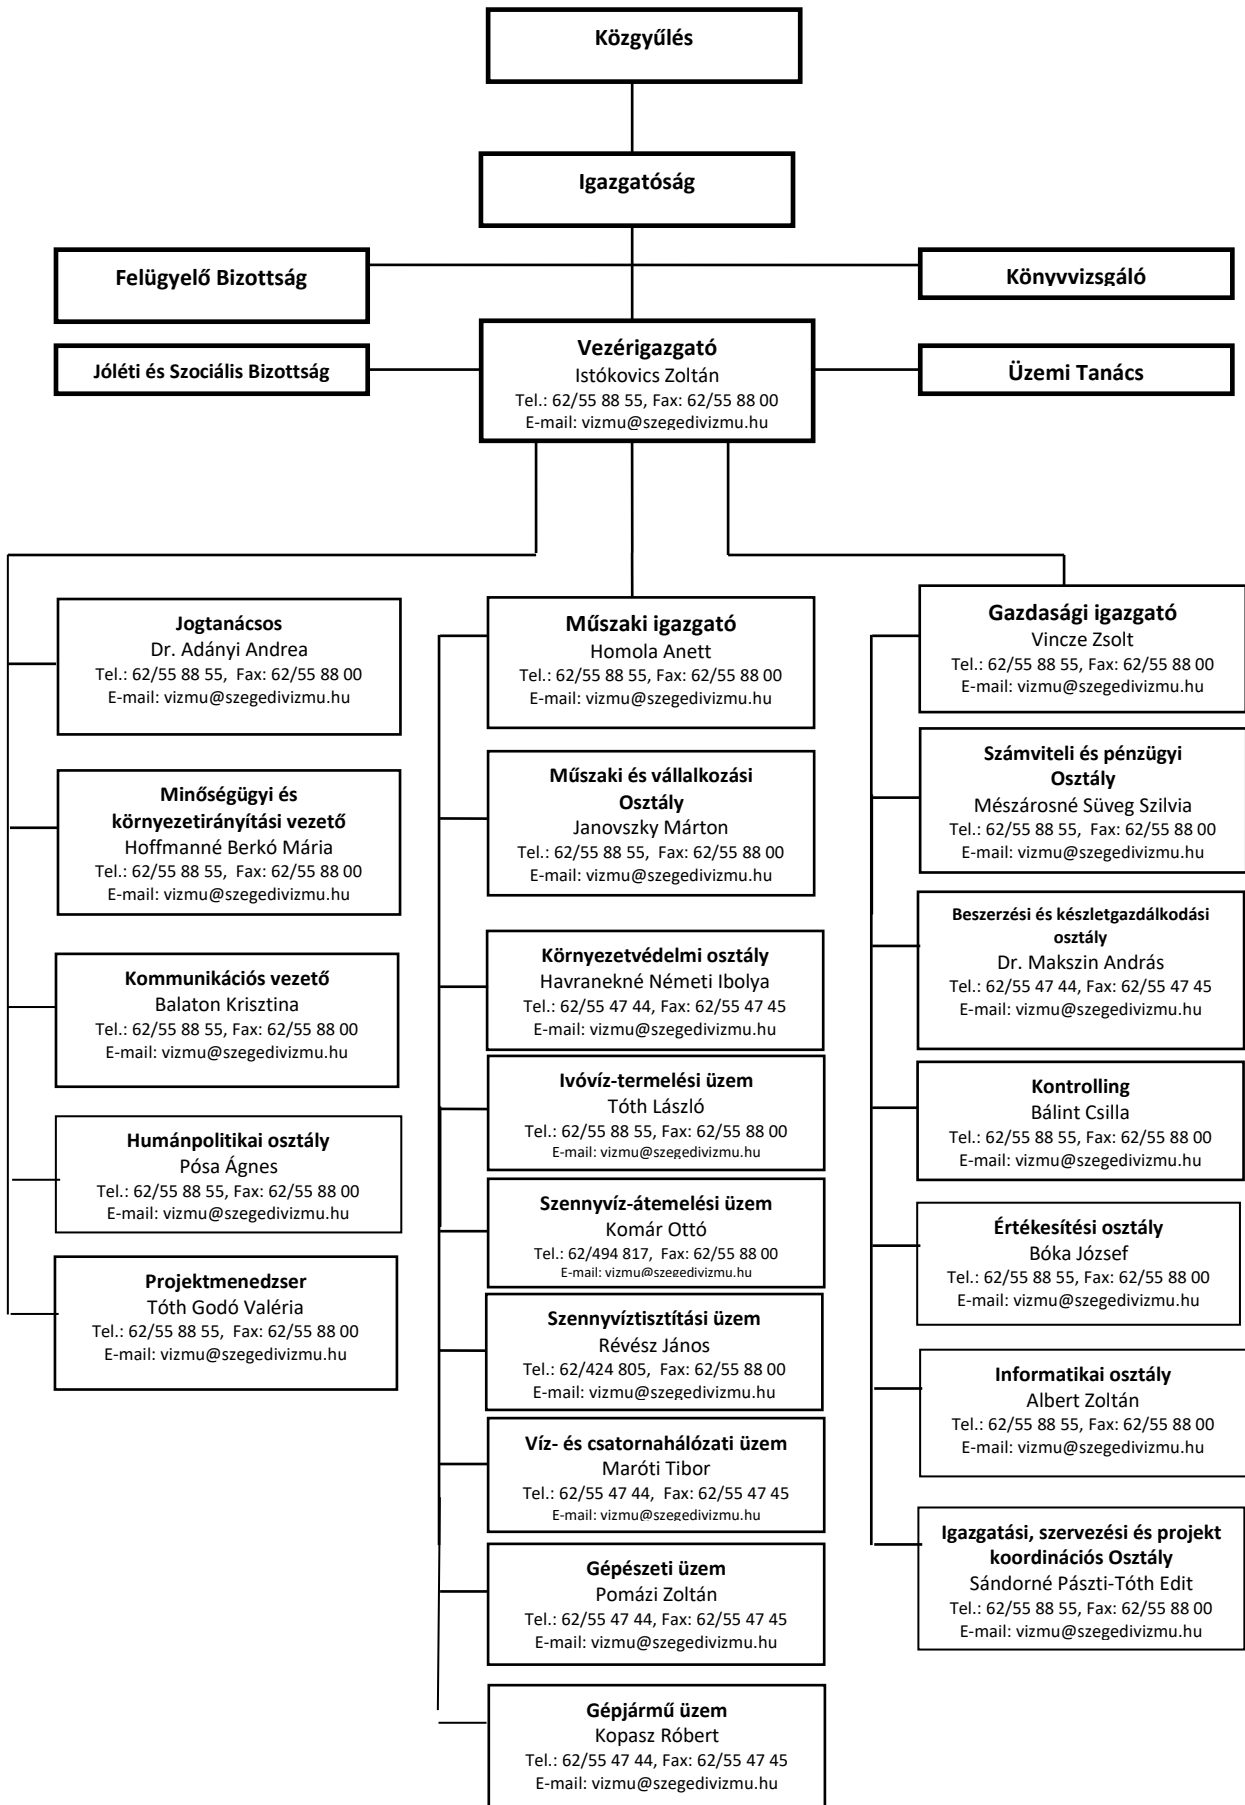 Közgyűlés
Igazgatóság
Felügyelő Bizottság
Könyvvizsgáló
Jóléti és Szociális Bizottság
Vezérigazgató
Istókovics Zoltán
Tel.: 62/55 88 55, Fax: 62/55 88 00
E-mail: vizmu@szegedivizmu.hu
Üzemi Tanács
Jogtanácsos
Dr. Adányi Andrea
Tel.: 62/55 88 55, Fax: 62/55 88 00
E-mail: vizmu@szegedivizmu.hu
Minőségügyi és
környezetirányítási vezető
Hoffmanné Berkó Mária
Tel.: 62/55 88 55, Fax: 62/55 88 00
E-mail: vizmu@szegedivizmu.hu
Kommunikációs vezető
Balaton Krisztina
Tel.: 62/55 88 55, Fax: 62/55 88 00
E-mail: vizmu@szegedivizmu.hu
Humánpolitikai osztály
Pósa Ágnes
Tel.: 62/55 88 55, Fax: 62/55 88 00
E-mail: vizmu@szegedivizmu.hu
Projektmenedzser
Tóth Godó Valéria
Tel.: 62/55 88 55, Fax: 62/55 88 00
E-mail: vizmu@szegedivizmu.hu
Műszaki igazgató
Homola Anett
Tel.: 62/55 88 55, Fax: 62/55 88 00
E-mail: vizmu@szegedivizmu.hu
Műszaki és vállalkozási
Osztály
Janovszky Márton
Tel.: 62/55 88 55, Fax: 62/55 88 00
E-mail: vizmu@szegedivizmu.hu
Környezetvédelmi osztály
Havranekné Németi Ibolya
Tel.: 62/55 47 44, Fax: 62/55 47 45
E-mail: vizmu@szegedivizmu.hu
Ivóvíz-termelési üzem
Tóth László
Tel.: 62/55 88 55, Fax: 62/55 88 00
E-mail: vizmu@szegedivizmu.hu
Szennyvíz-átemelési üzem
Komár Ottó
Tel.: 62/494 817, Fax: 62/55 88 00
E-mail: vizmu@szegedivizmu.hu
Szennyvíztisztítási üzem
Révész János
Tel.: 62/424 805, Fax: 62/55 88 00
E-mail: vizmu@szegedivizmu.hu
Víz- és csatornahálózati üzem
Maróti Tibor
Tel.: 62/55 47 44, Fax: 62/55 47 45
E-mail: vizmu@szegedivizmu.hu
Gépészeti üzem
Pomázi Zoltán
Tel.: 62/55 47 44, Fax: 62/55 47 45
E-mail: vizmu@szegedivizmu.hu
Gépjármű üzem
Kopasz Róbert
Tel.: 62/55 47 44, Fax: 62/55 47 45
E-mail: vizmu@szegedivizmu.hu
Gazdasági igazgató
Vincze Zsolt
Tel.: 62/55 88 55, Fax: 62/55 88 00
E-mail: vizmu@szegedivizmu.hu
Számviteli és pénzügyi
Osztály
Mészárosné Süveg Szilvia
Tel.: 62/55 88 55, Fax: 62/55 88 00
E-mail: vizmu@szegedivizmu.hu
Beszerzési és készletgazdálkodási
osztály
Dr. Makszin András
Tel.: 62/55 47 44, Fax: 62/55 47 45
E-mail: vizmu@szegedivizmu.hu
Kontrolling
Bálint Csilla
Tel.: 62/55 88 55, Fax: 62/55 88 00
E-mail: vizmu@szegedivizmu.hu
Értékesítési osztály
Bóka József
Tel.: 62/55 88 55, Fax: 62/55 88 00
E-mail: vizmu@szegedivizmu.hu
Informatikai osztály
Albert Zoltán
Tel.: 62/55 88 55, Fax: 62/55 88 00
E-mail: vizmu@szegedivizmu.hu
Igazgatási, szervezési és projekt
koordinációs Osztály
Sándorné Pászti-Tóth Edit
Tel.: 62/55 88 55, Fax: 62/55 88 00
E-mail: vizmu@szegedivizmu.hu